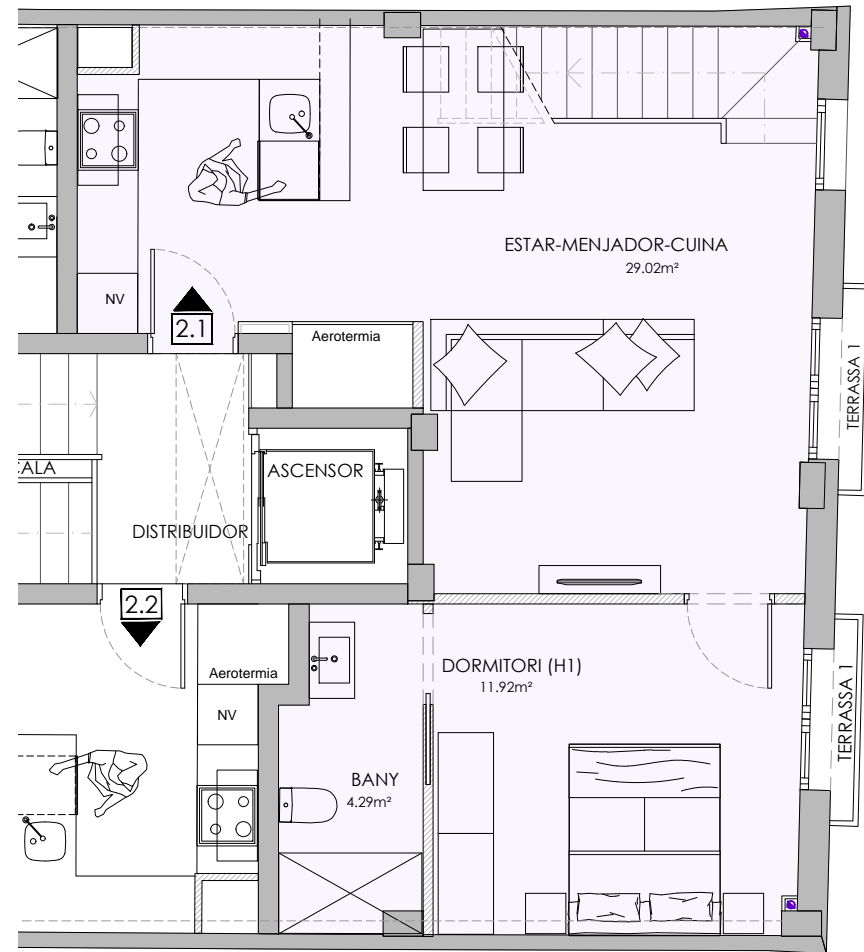 ESTAR-MENJADOR-CUINA
29.02m²
NV
2.1
Aerotermia
TERRASSA 1
CALA
ASCENSOR
DISTRIBUIDOR
2.2
Aerotermia
DORMITORI (H1)
11.92m²
TERRASSA 1
NV
BANY
4.29m²